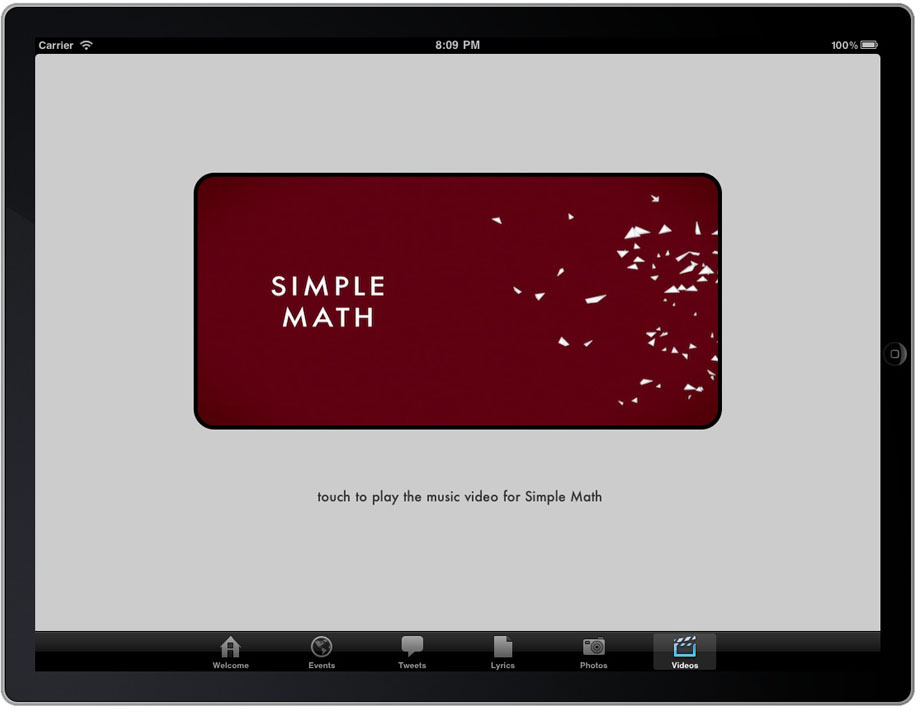 Carrier 8:09 PM 100%
SIMPLE
MATH
touch to play the music video for Simple Math
Welcome Events Tweets Lyrics Photos Videos